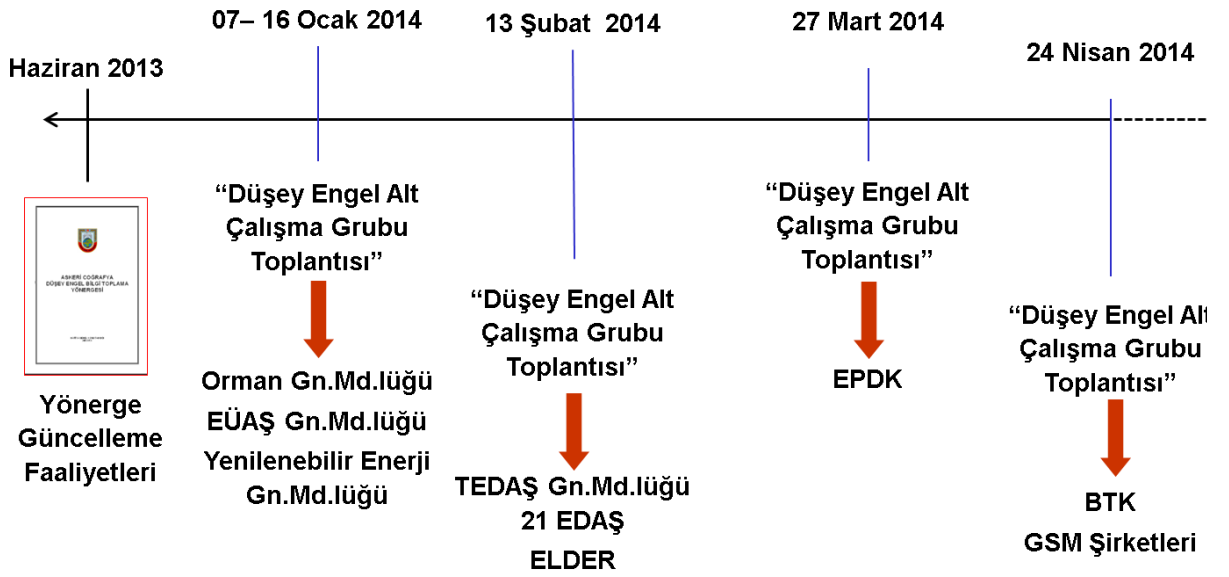 Haziran 2013
07– 16 Ocak 2014
13 Şubat 2014
27 Mart 2014
24 Nisan 2014
ASKERİ COĞRAFYA
DÜŞEY ENGEL BİLGİ TOPLAMA
YÖNERGESİ
Yönerge
Güncelleme
Faaliyetleri
“Düşey Engel Alt
Çalışma Grubu
Toplantısı”
Orman Gn.Md.lüğü
EÜAŞ Gn.Md.lüğü
Yenilenebilir Enerji
Gn.Md.lüğü
“Düşey Engel Alt
Çalışma Grubu
Toplantısı”
TEDAŞ Gn.Md.lüğü
21 EDAŞ
ELDER
“Düşey Engel Alt
Çalışma Grubu
Toplantısı”
EPDK
“Düşey Engel Alt
Çalışma Grubu
Toplantısı”
BTK
GSM Şirketleri